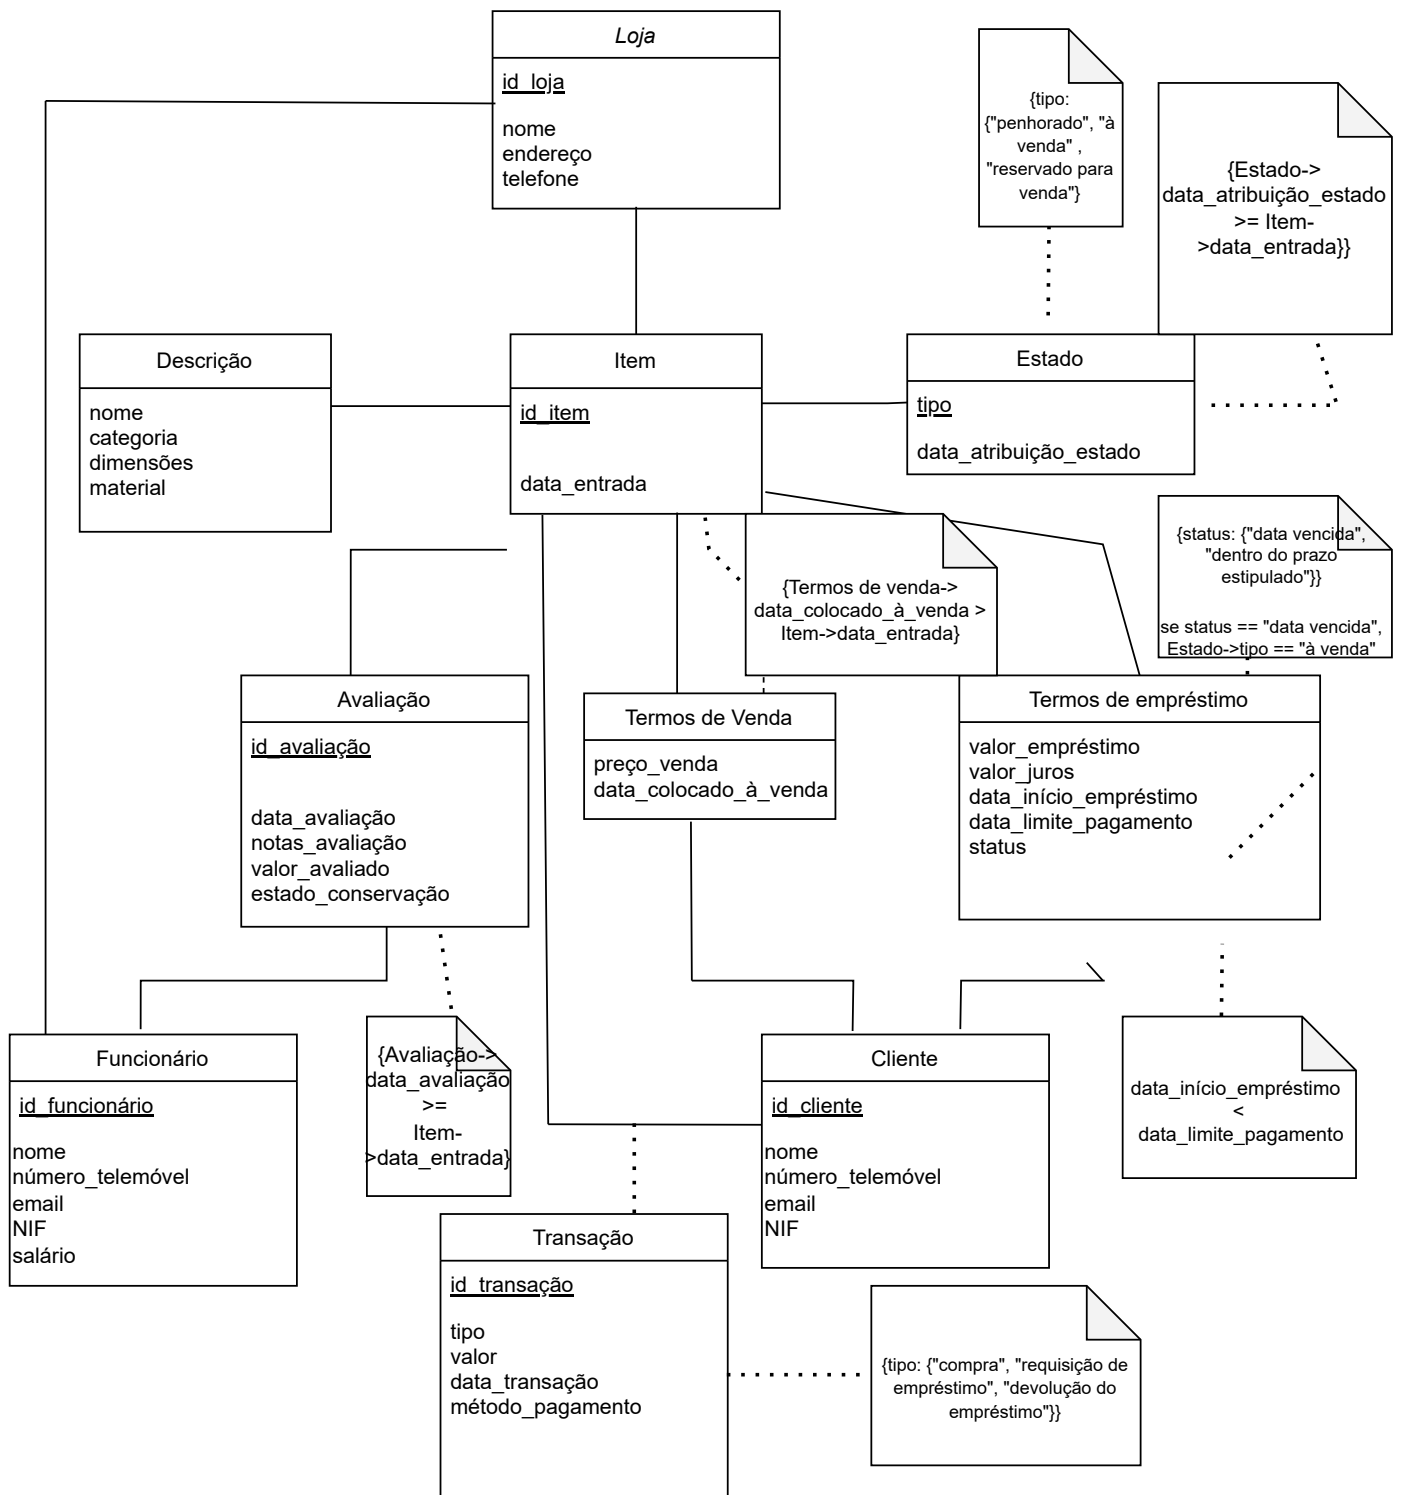 Loja
id_loja
nome
endereço
telefone
{tipo:
{"penhorado", "à
venda" ,
"reservado para
venda"}
{Estado->
data_atribuição_estado
>= Item-
>data_entrada}}
Descrição
nome
categoria
dimensões
material
Item
id_item
data_entrada
Estado
tipo
data_atribuição_estado
{status: {"data vencida",
"dentro do prazo
estipulado"}}
se status == "data vencida",
Estado->tipo == "à venda"
{Termos de venda->
data_colocado_à_venda >
Item->data_entrada}
Avaliação
id_avaliação
data_avaliação
notas_avaliação
valor_avaliado
estado_conservação
Termos de Venda
preço_venda
data_colocado_à_venda
Termos de empréstimo
valor_empréstimo
valor_juros
data_início_empréstimo
data_limite_pagamento
status
Funcionário
id_funcionário
nome
número_telemóvel
email
NIF
salário
{Avaliação->
data_avaliação
>=
Item-
>data_entrada}
Cliente
id_cliente
nome
número_telemóvel
email
NIF
data_início_empréstimo
<
data_limite_pagamento
Transação
id_transação
tipo
valor
data_transação
método_pagamento
{tipo: {"compra", "requisição de
empréstimo", "devolução do
empréstimo"}}